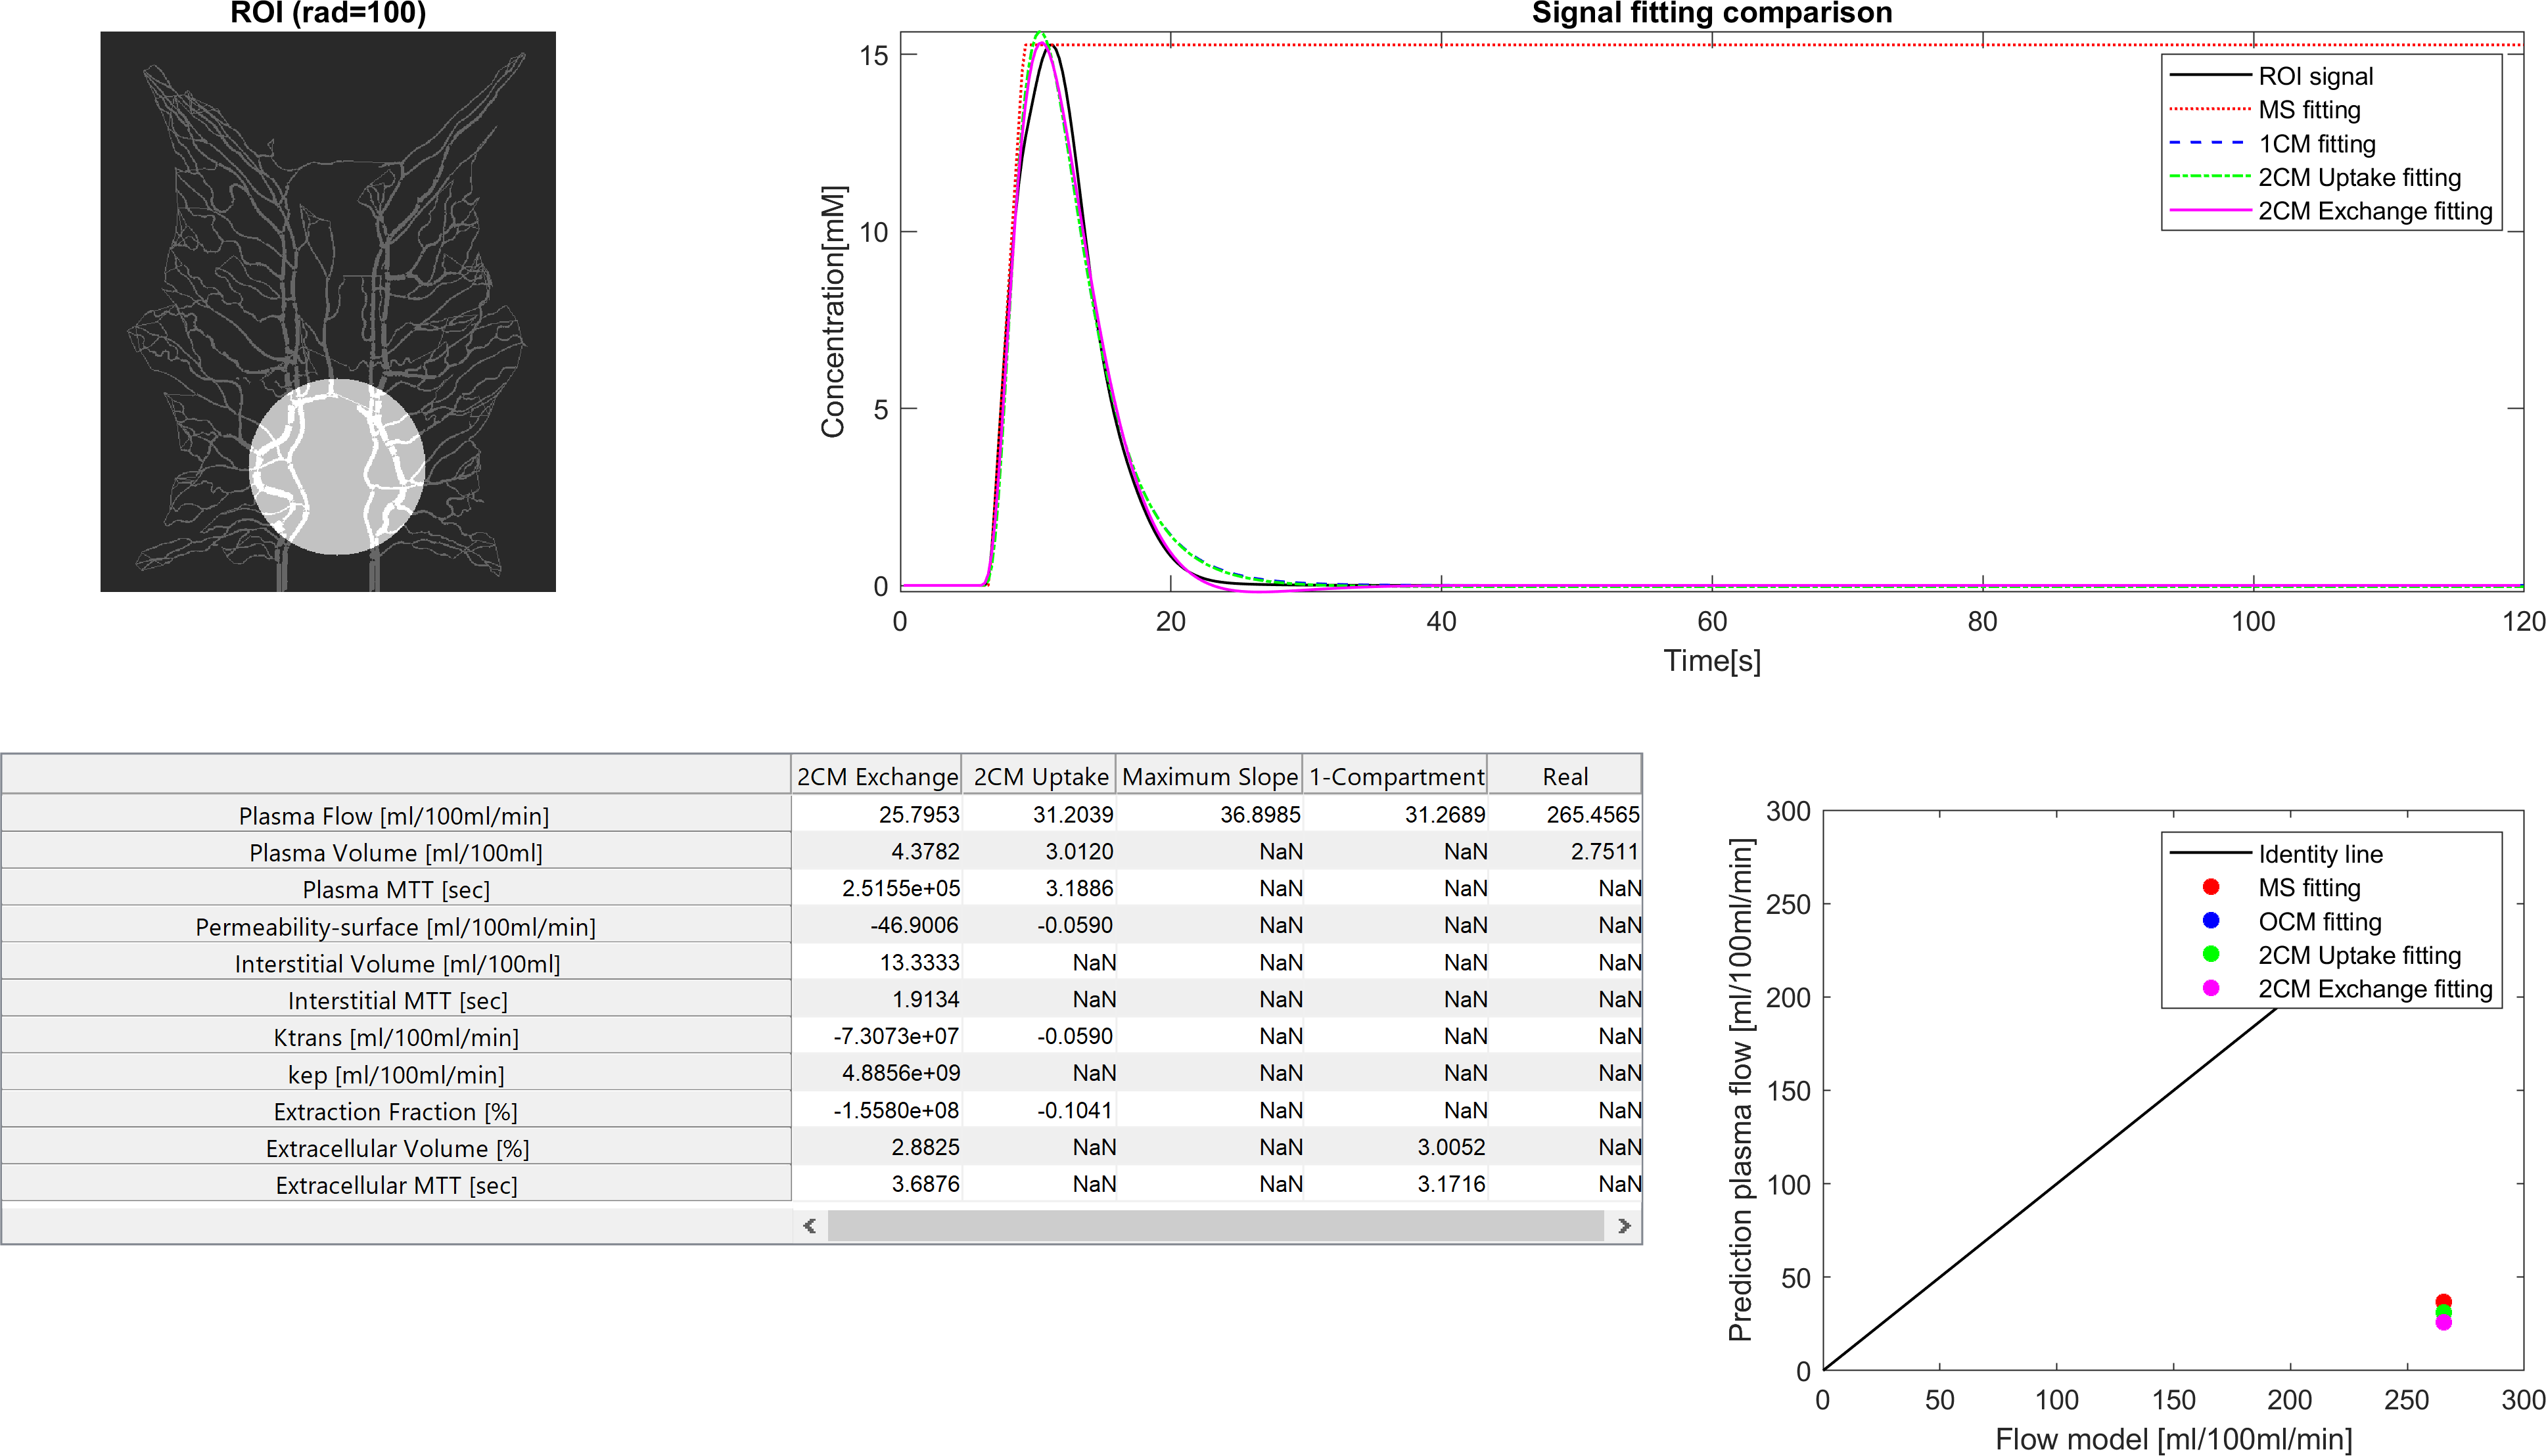 ROI (rad=100)
Signal fitting comparison
Concentration[mM]
15
10
5
0
0 20 40 60 80 100 120
Time[s]
ROI signal
MS fitting
1CM fitting
2CM Uptake fitting
2CM Exchange fitting
2CM Exchange 2CM Uptake Maximum Slope 1-Compartment Real
Plasma Flow [ml/100ml/min] 25.7953 31.2039 36.8985 31.2689 265.4565
Plasma Volume [ml/100ml] 4.3782 3.0120 NaN NaN 2.7511
Plasma MTT [sec] 2.5155e+05 3.1886 NaN NaN NaN
Permeability-surface [ml/100ml/min] -46.9006 -0.0590 NaN NaN NaN
Interstitial Volume [ml/100ml] 13.3333 NaN NaN NaN NaN
Interstitial MTT [sec] 1.9134 NaN NaN NaN NaN
Ktrans [ml/100ml/min] -7.3073e+07 -0.0590 NaN NaN NaN
kep [ml/100ml/min] 4.8856e+09 NaN NaN NaN NaN
Extraction Fraction [%] -1.5580e+08 -0.1041 NaN NaN NaN
Extracellular Volume [%] 2.8825 NaN NaN 3.0052 NaN
Extracellular MTT [sec] 3.6876 NaN NaN 3.1716 NaN
Prediction plasma flow [ml/100ml/min]
300
250
200
150
100
50
0
0 50 100 150 200 250 300
Flow model [ml/100ml/min]
Identity line
MS fitting
OCM fitting
2CM Uptake fitting
2CM Exchange fitting